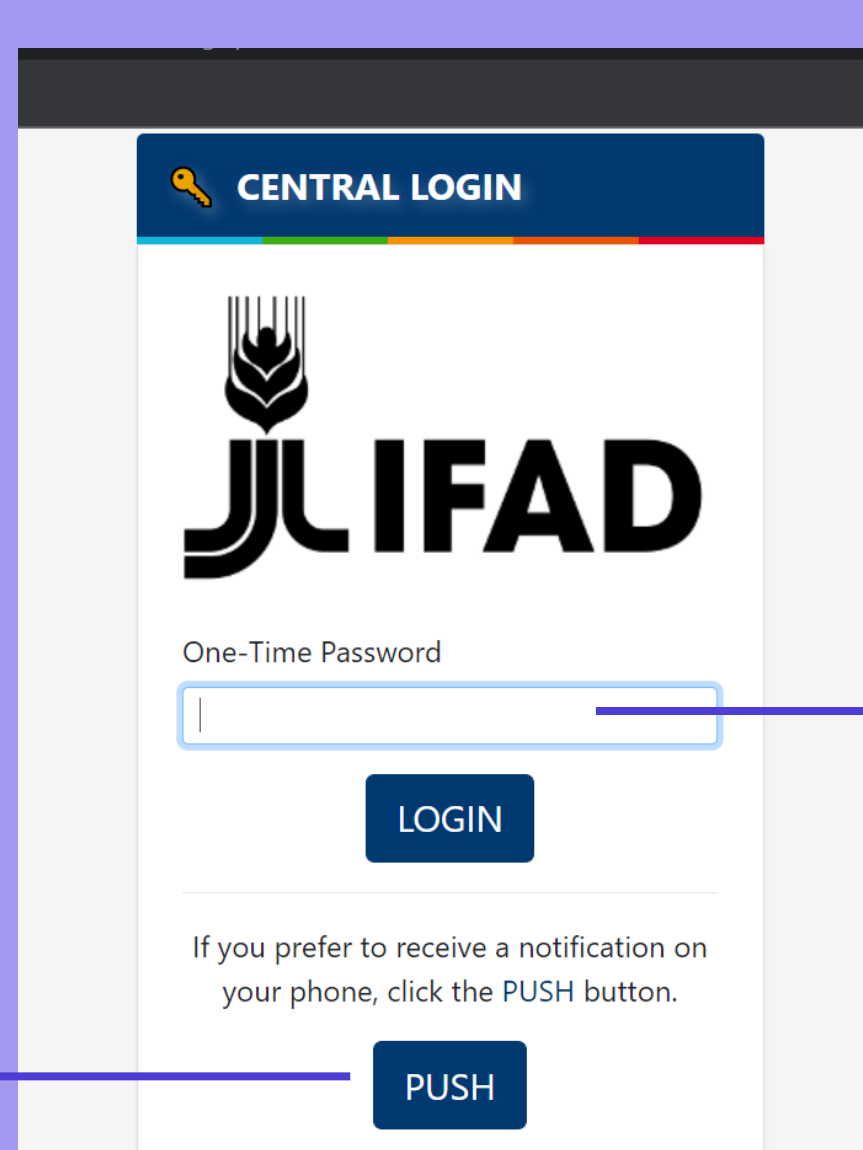 CENTRAL LOGIN
IFAD
One-Time Password
LOGIN
If you prefer to receive a notification on
your phone, click the PUSH button.
PUSH